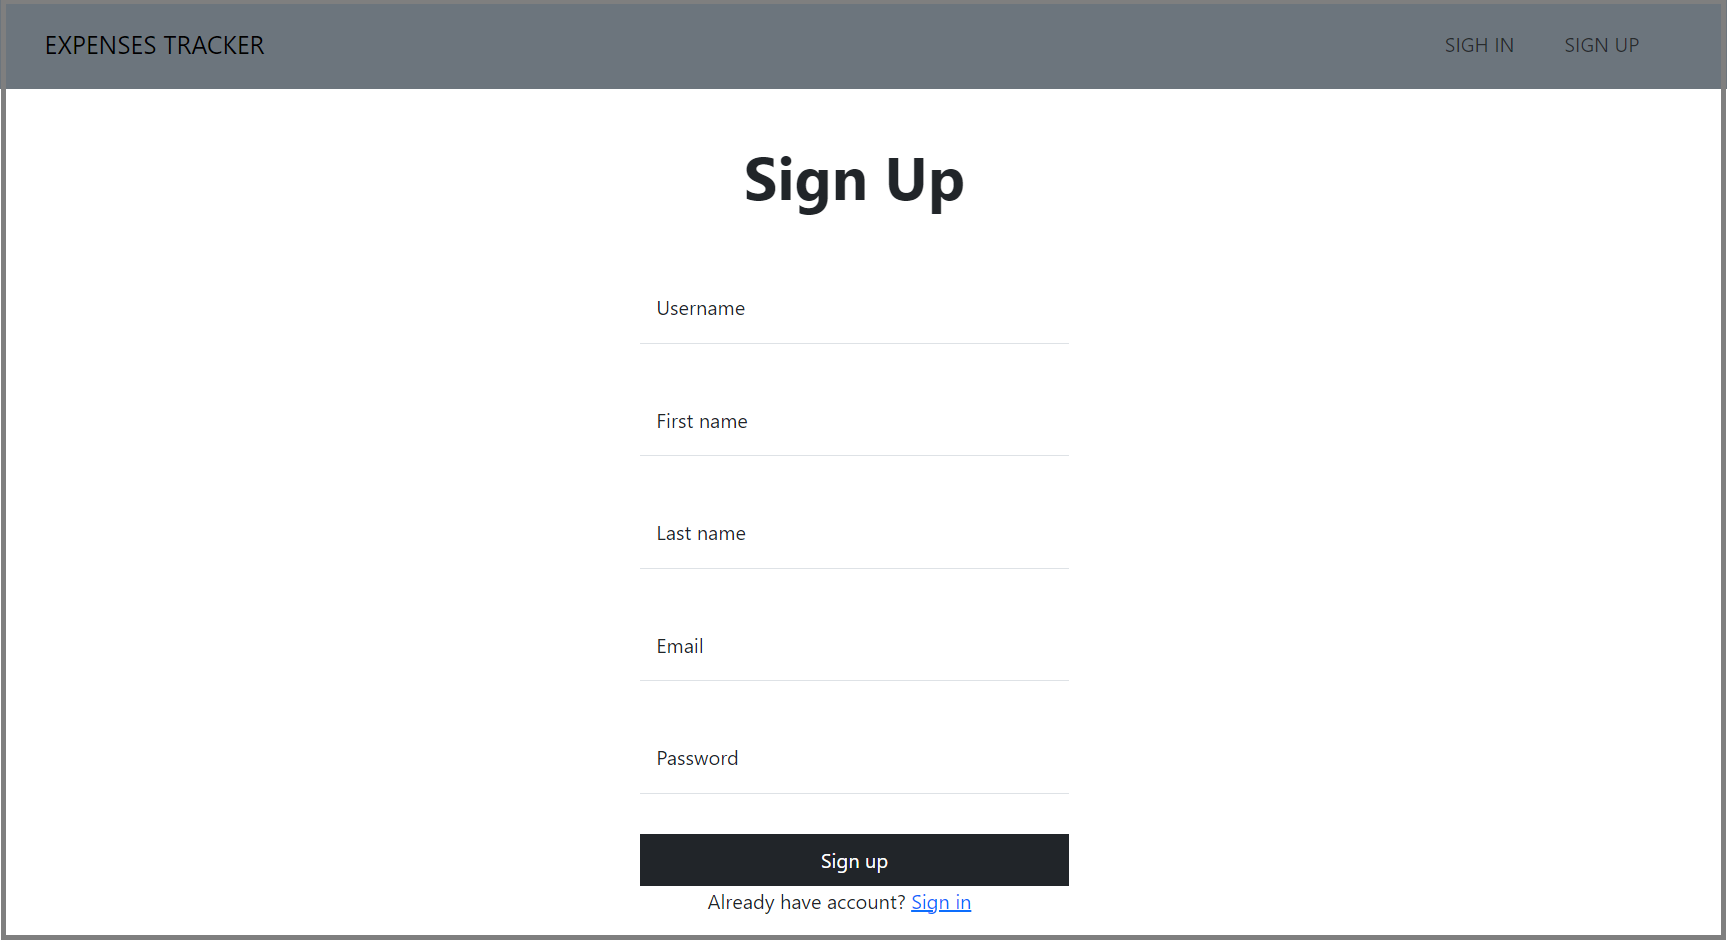 EXPENSES TRACKER
SIGH IN
SIGN UP
Sign Up
Username
First name
Last name
Email
Password
Sign up
Already have account? Sign in